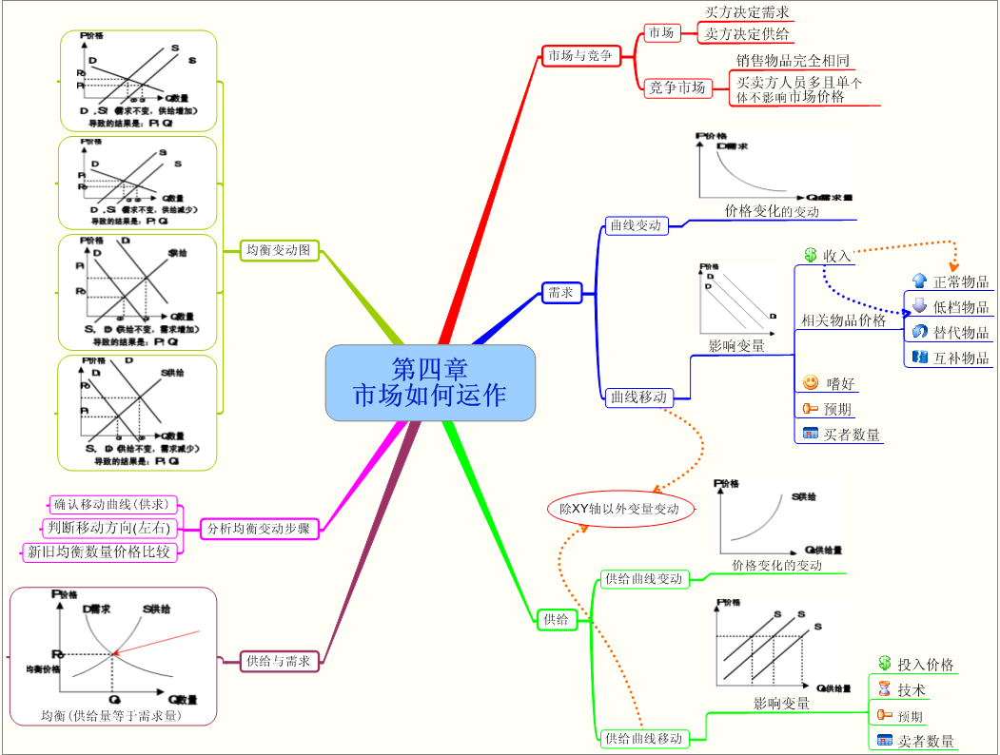 第四章
市场如何运作
市场与竞争
市场
买方决定需求
卖方决定供给
竞争市场
销售物品完全相同
买卖方人员多且单个
体不影响市场价格
需求
曲线变动
P价格
D需求
需求量
价格变化的变动
曲线移动
P价格
D
影响变量
收入
相关物品价格
正常物品
低档物品
替代物品
互补物品
嗜好
预期
买者数量
除XY轴以外变量变动
供给
供给曲线变动
P价格
S供给
供给量
价格变化的变动
供给曲线移动
P价格
S
S
S
供给量
影响变量
投入价格
技术
预期
卖者数量
均衡变动图
P价格
D
S
S
数量
(需求不变，供给增加)
导致的结果是:
P价格
D
S
S
数量
(需求不变，供给减少)
导致的结果是:
P价格
D
S供给
数量
(供给不变，需求增加)
导致的结果是:
P价格
D
S供给
数量
(供给不变，需求减少)
导致的结果是:
分析均衡变动步骤
确认移动曲线(供求)
判断移动方向(左右)
新旧均衡数量价格比较
供给与需求
P价格
D需求
S供给
均衡价格
数量
均衡(供给量等于需求量)